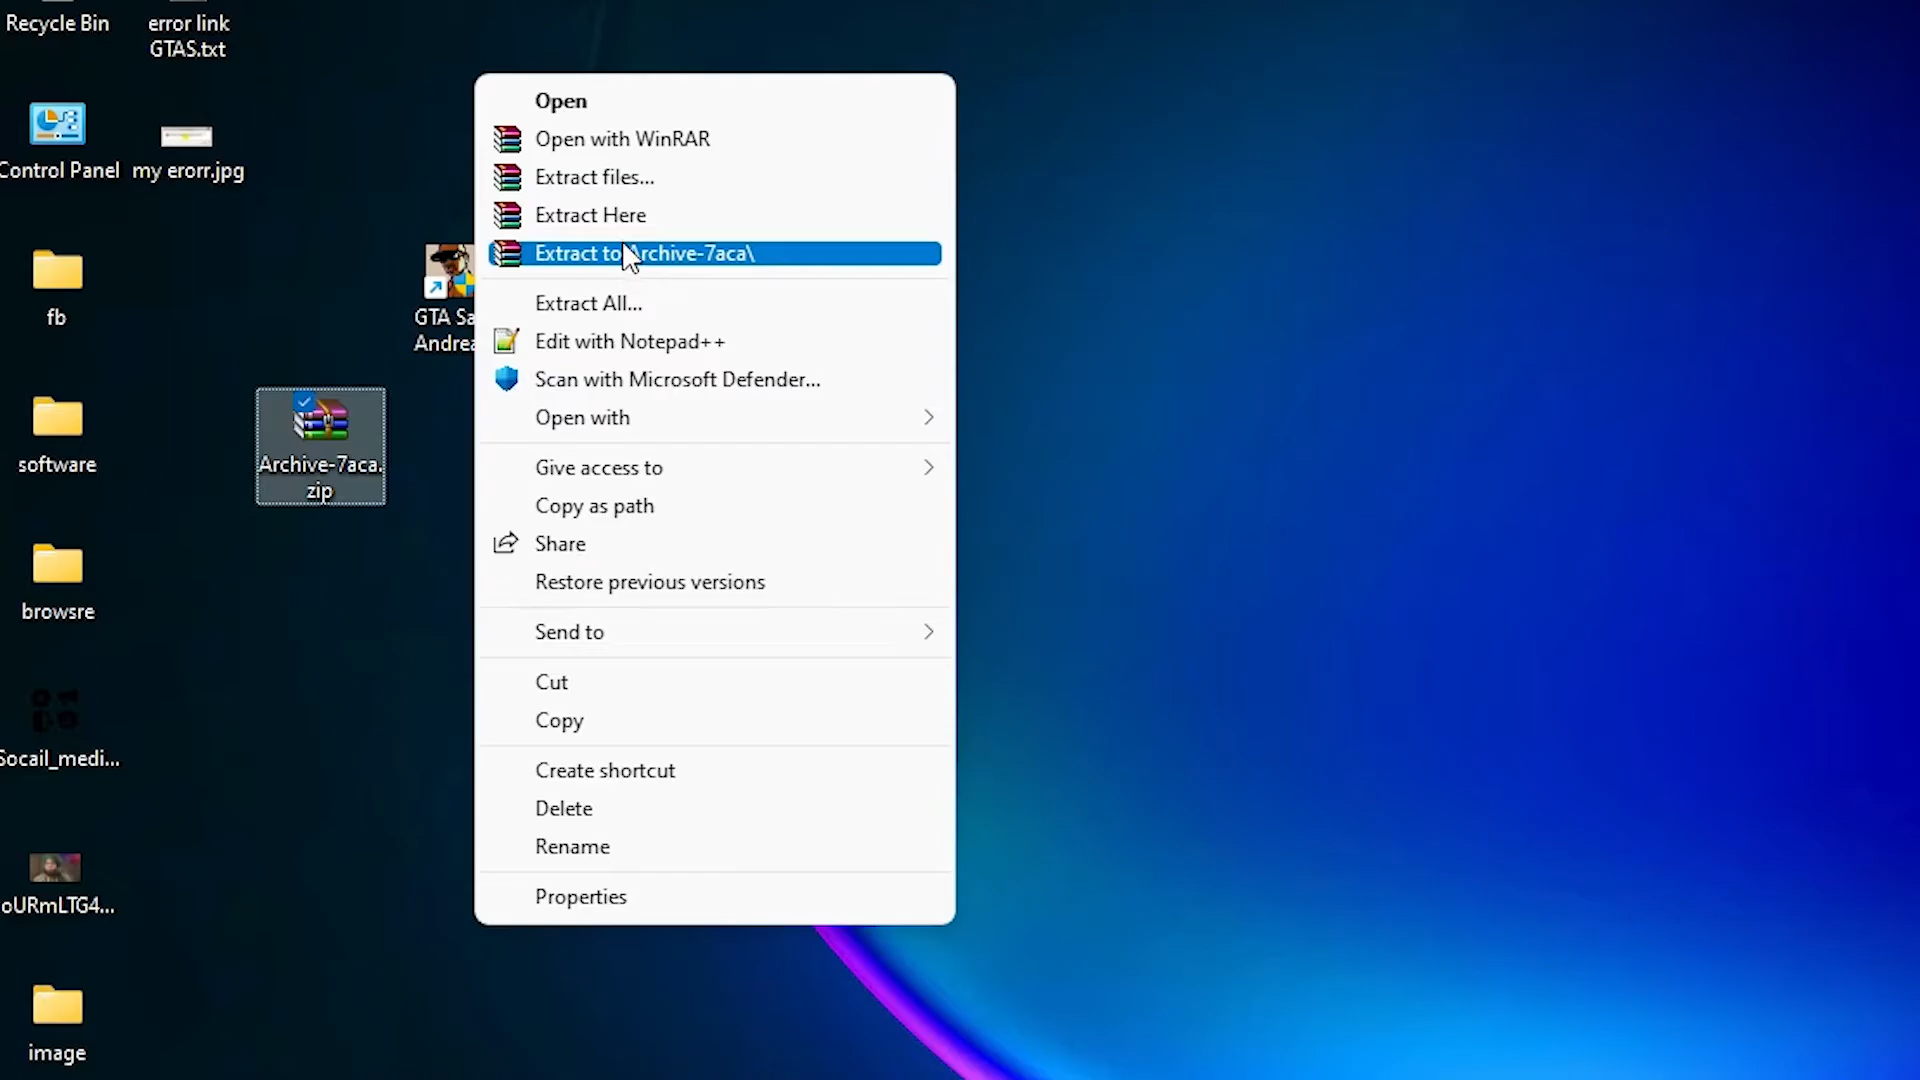 Recycle Bin
error link
GTAS.txt
Control Panel
my erorr.jpg
fb
GTA Sa
Andrea
software
Archive-7aca.
zip
browsre
Socail_medi...
oURmLTG4...
image
Open
Open with WinRAR
Extract files...
Extract Here
Extract to Archive-7aca\
Extract All...
Edit with Notepad++
Scan with Microsoft Defender...
Open with
Give access to
Copy as path
Share
Restore previous versions
Send to
Cut
Copy
Create shortcut
Delete
Rename
Properties